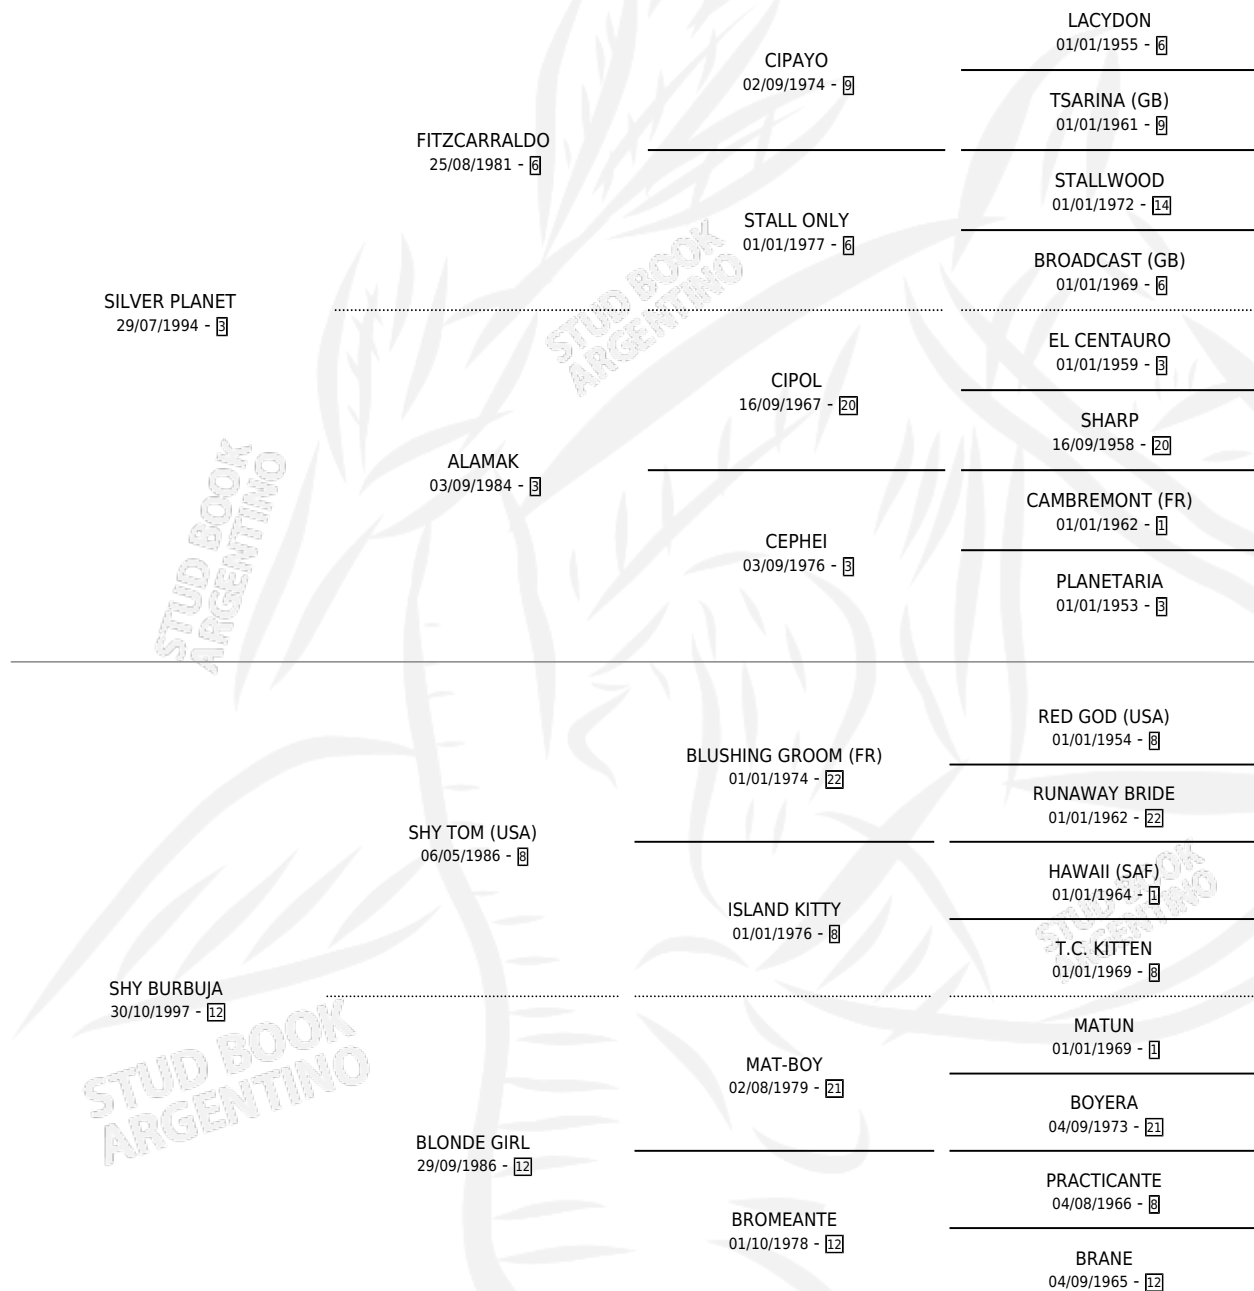 LACYDON
01/01/1955 - 6
CIPAYO
02/09/1974 - 9
TSARINA (GB)
01/01/1961 - 9
FITZCARRALDO
25/08/1981 - 6
STALLWOOD
01/01/1972 - 14
STALL ONLY
01/01/1977 - 6
BROADCAST (GB)
01/01/1969 - 6
SILVER PLANET
29/07/1994 - 3
EL CENTAURO
01/01/1959 - 3
CIPOL
16/09/1967 - 20
SHARP
16/09/1958 - 20
ALAMAK
03/09/1984 - 3
CAMBREMONT (FR)
01/01/1962 - 1
CEPHEI
03/09/1976 - 3
PLANETARIA
01/01/1953 - 3
RED GOD (USA)
01/01/1954 - 8
BLUSHING GROOM (FR)
01/01/1974 - 22
RUNAWAY BRIDE
01/01/1962 - 22
SHY TOM (USA)
06/05/1986 - 8
HAWAII (SAF)
01/01/1964 - 1
ISLAND KITTY
01/01/1976 - 8
T.C. KITTEN
01/01/1969 - 8
SHY BURBUJA
30/10/1997 - 12
MATUN
01/01/1969 - 1
MAT-BOY
02/08/1979 - 21
BOYERA
04/09/1973 - 21
BLONDE GIRL
29/09/1986 - 12
PRACTICANTE
04/08/1966 - 8
BROMEANTE
01/10/1978 - 12
BRANE
04/09/1965 - 12
STUD BOOK
ARGENTINO
STUD BOOK
ARGENTINO
STUD BOOK
ARGENTINO
STUD BOOK
ARGENTINO